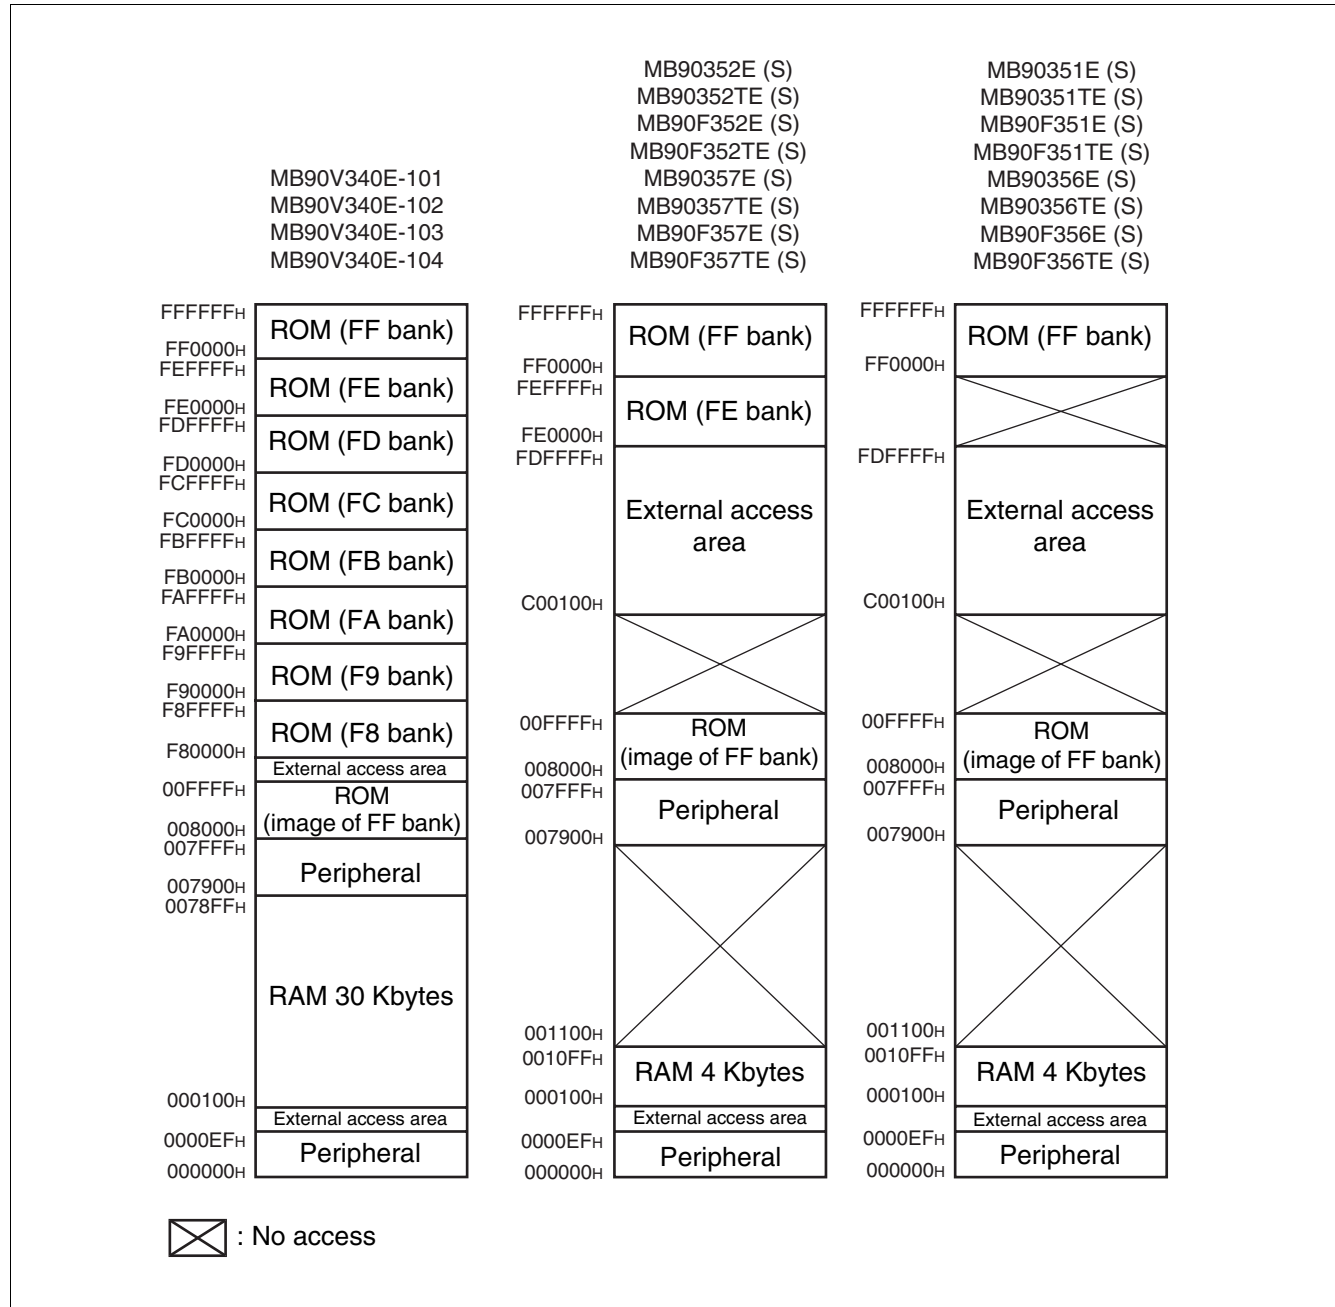 MB90V340E-101
MB90V340E-102
MB90V340E-103
MB90V340E-104
FFFFFFH
ROM (FF bank)
FF0000H
FEFFFFH
ROM (FE bank)
FE0000H
FDFFFFH
ROM (FD bank)
FD0000H
FCFFFFH
ROM (FC bank)
FC0000H
FBFFFFH
ROM (FB bank)
FB0000H
FAFFFFH
ROM (FA bank)
FA0000H
F9FFFFH
ROM (F9 bank)
F90000H
F8FFFFH
ROM (F8 bank)
F80000H
External access area
00FFFFH
ROM
(image of FF bank)
008000H
007FFFH
Peripheral
007900H
0078FFH
RAM 30 Kbytes
000100H
External access area
0000EFH
Peripheral
000000H
MB90352E (S)
MB90352TE (S)
MB90F352E (S)
MB90F352TE (S)
MB90357E (S)
MB90357TE (S)
MB90F357E (S)
MB90F357TE (S)
FFFFFFH
ROM (FF bank)
FF0000H
FEFFFFH
ROM (FE bank)
FE0000H
FDFFFFH
External access
area
C00100H
00FFFFH
ROM
(image of FF bank)
008000H
007FFFH
Peripheral
007900H
001100H
0010FFH
RAM 4 Kbytes
000100H
External access area
0000EFH
Peripheral
000000H
MB90351E (S)
MB90351TE (S)
MB90F351E (S)
MB90F351TE (S)
MB90356E (S)
MB90356TE (S)
MB90F356E (S)
MB90F356TE (S)
FFFFFFH
ROM (FF bank)
FF0000H
FDFFFFH
External access
area
C00100H
00FFFFH
ROM
(image of FF bank)
008000H
007FFFH
Peripheral
007900H
001100H
0010FFH
RAM 4 Kbytes
000100H
External access area
0000EFH
Peripheral
000000H
: No access